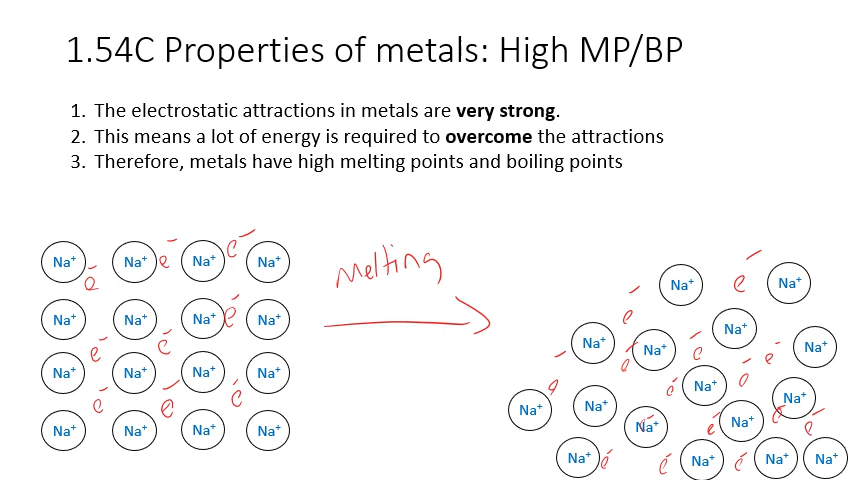 1.54C Properties of metals: High MP/BP
1. The electrostatic attractions in metals are very strong.
2. This means a lot of energy is required to overcome the attractions
3. Therefore, metals have high melting points and boiling points
Na⁺ Na⁺ Na⁺ Na⁺
e⁻ e⁻ e⁻
Na⁺ Na⁺ Na⁺ Na⁺
e⁻ e⁻ e⁻
Na⁺ Na⁺ Na⁺ Na⁺
e⁻ e⁻ e⁻
Na⁺ Na⁺ Na⁺ Na⁺
Melting
Na⁺ e⁻ Na⁺
e⁻ Na⁺
Na⁺ e⁻ Na⁺ e⁻ e⁻ Na⁺
e⁻ e⁻ Na⁺ e⁻ Na⁺
Na⁺ Na⁺ Na⁺ e⁻ e⁻ Na⁺ e⁻ e⁻
Na⁺ e⁻ e⁻ Na⁺ e⁻ Na⁺ Na⁺